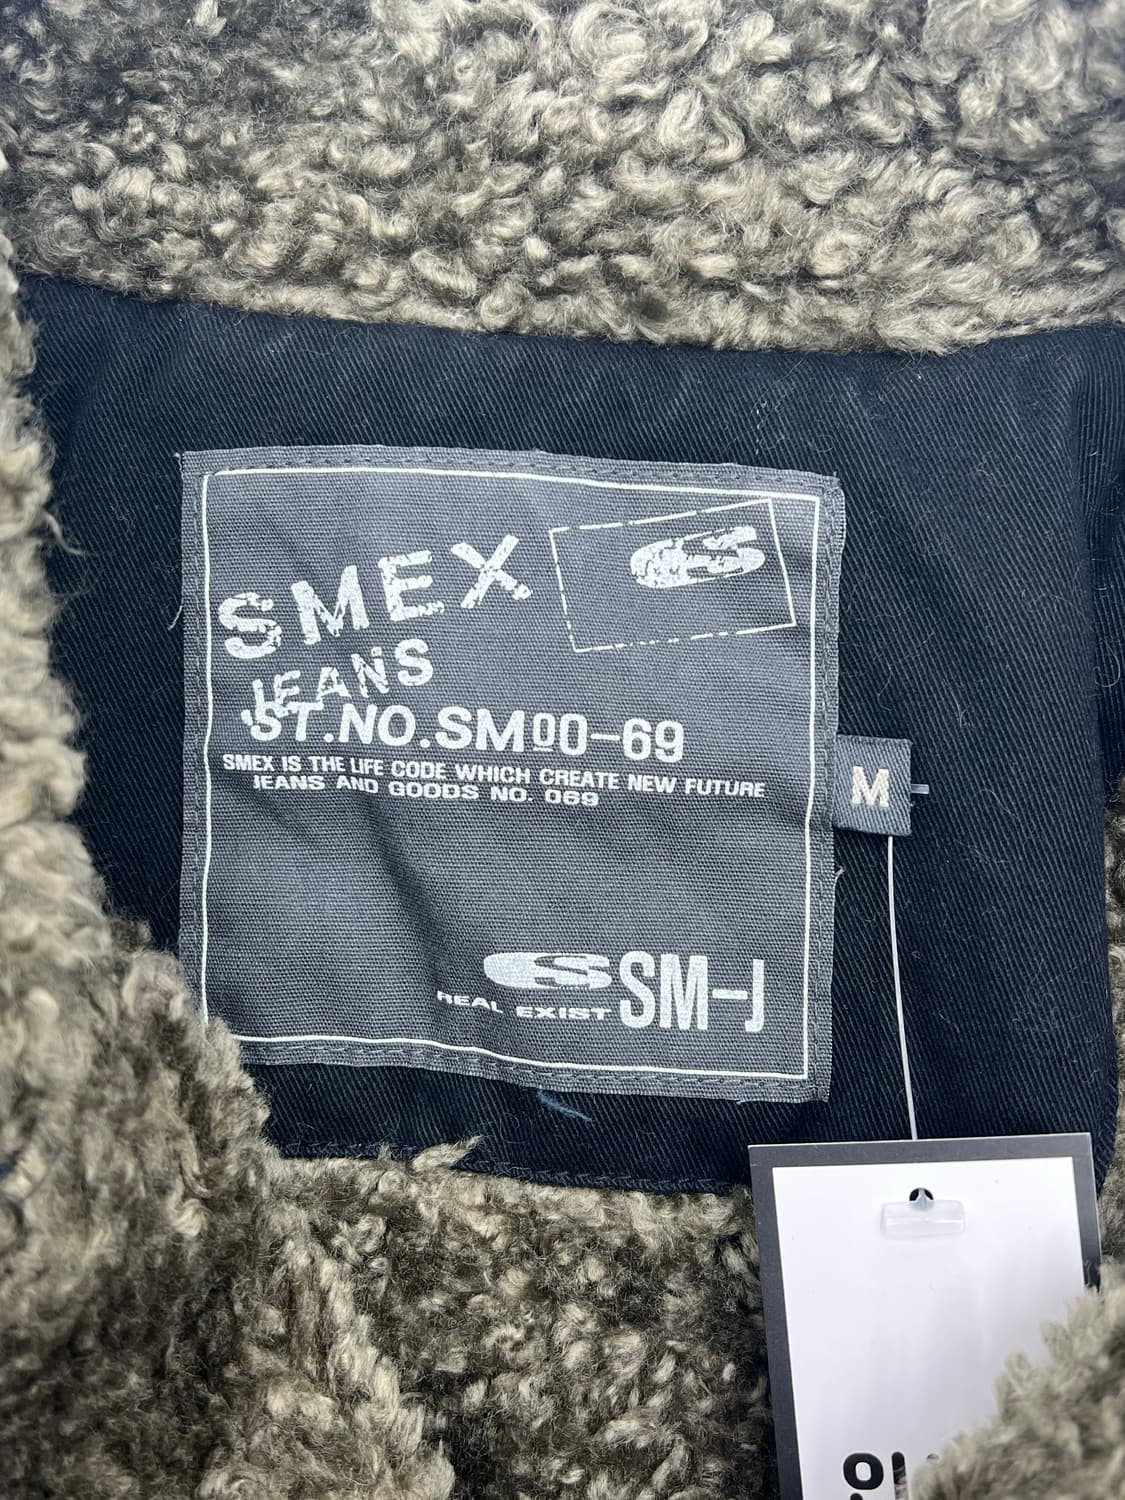 SMEX
JEANS
ST.NO.SM00-69
SMEX IS THE LIFE CODE WHICH CREATE NEW FUTURE
JEANS AND GOODS NO. 069
M
REAL EXIST SM-J